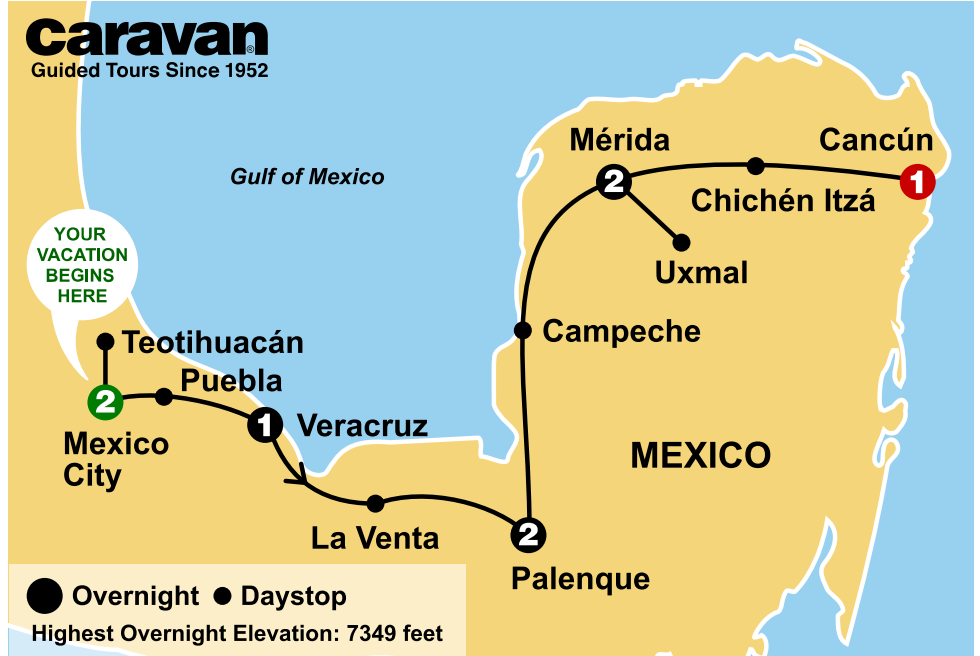 caravan®
Guided Tours Since 1952
Gulf of Mexico
Mérida
2
Cancún
1
Chichén Itzá
Uxmal
YOUR
VACATION
BEGINS
HERE
Teotihuacán
Puebla
2
Mexico
City
1
Veracruz
Campeche
MEXICO
La Venta
2
Palenque
Overnight
Daystop
Highest Overnight Elevation: 7349 feet